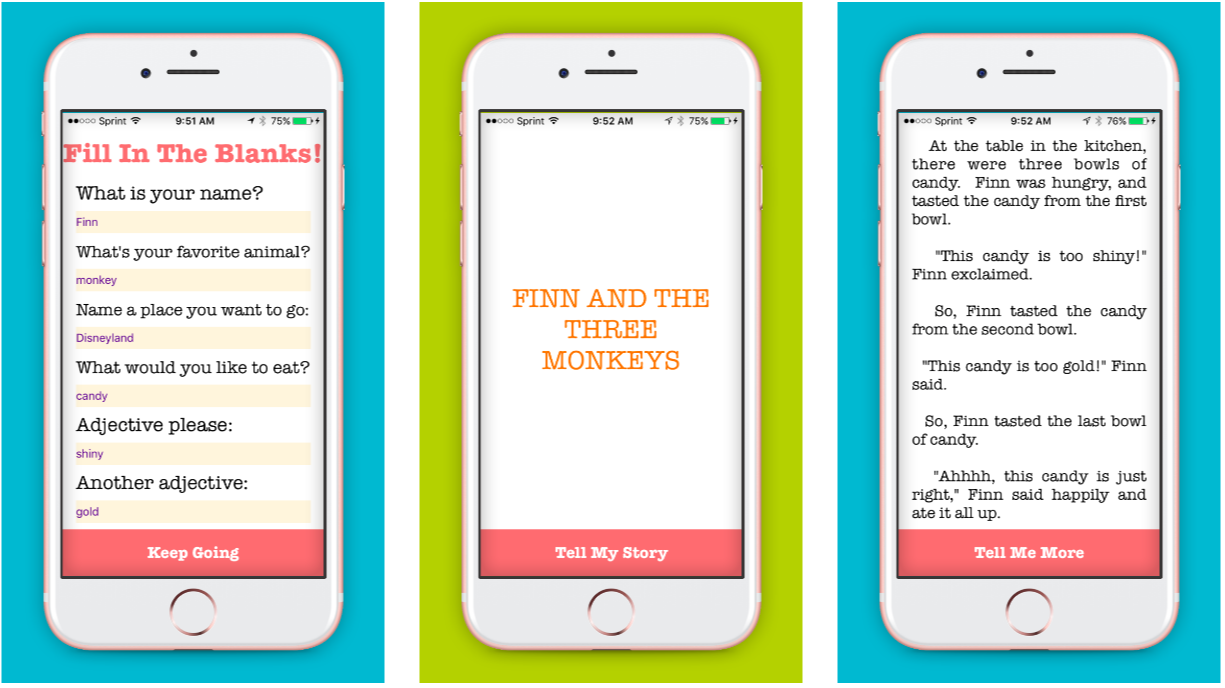 Sprint 9:51 AM 75%
Fill In The Blanks!
What is your name?
Finn
What's your favorite animal?
monkey
Name a place you want to go:
Disneyland
What would you like to eat?
candy
Adjective please:
shiny
Another adjective:
gold
Keep Going
Sprint 9:52 AM 75%
FINN AND THE
THREE
MONKEYS
Tell My Story
Sprint 9:52 AM 76%
At the table in the kitchen,
there were three bowls of
candy. Finn was hungry, and
tasted the candy from the first
bowl.
"This candy is too shiny!"
Finn exclaimed.
So, Finn tasted the candy
from the second bowl.
"This candy is too gold!" Finn
said.
So, Finn tasted the last bowl
of candy.
"Ahhhh, this candy is just
right," Finn said happily and
ate it all up.
Tell Me More